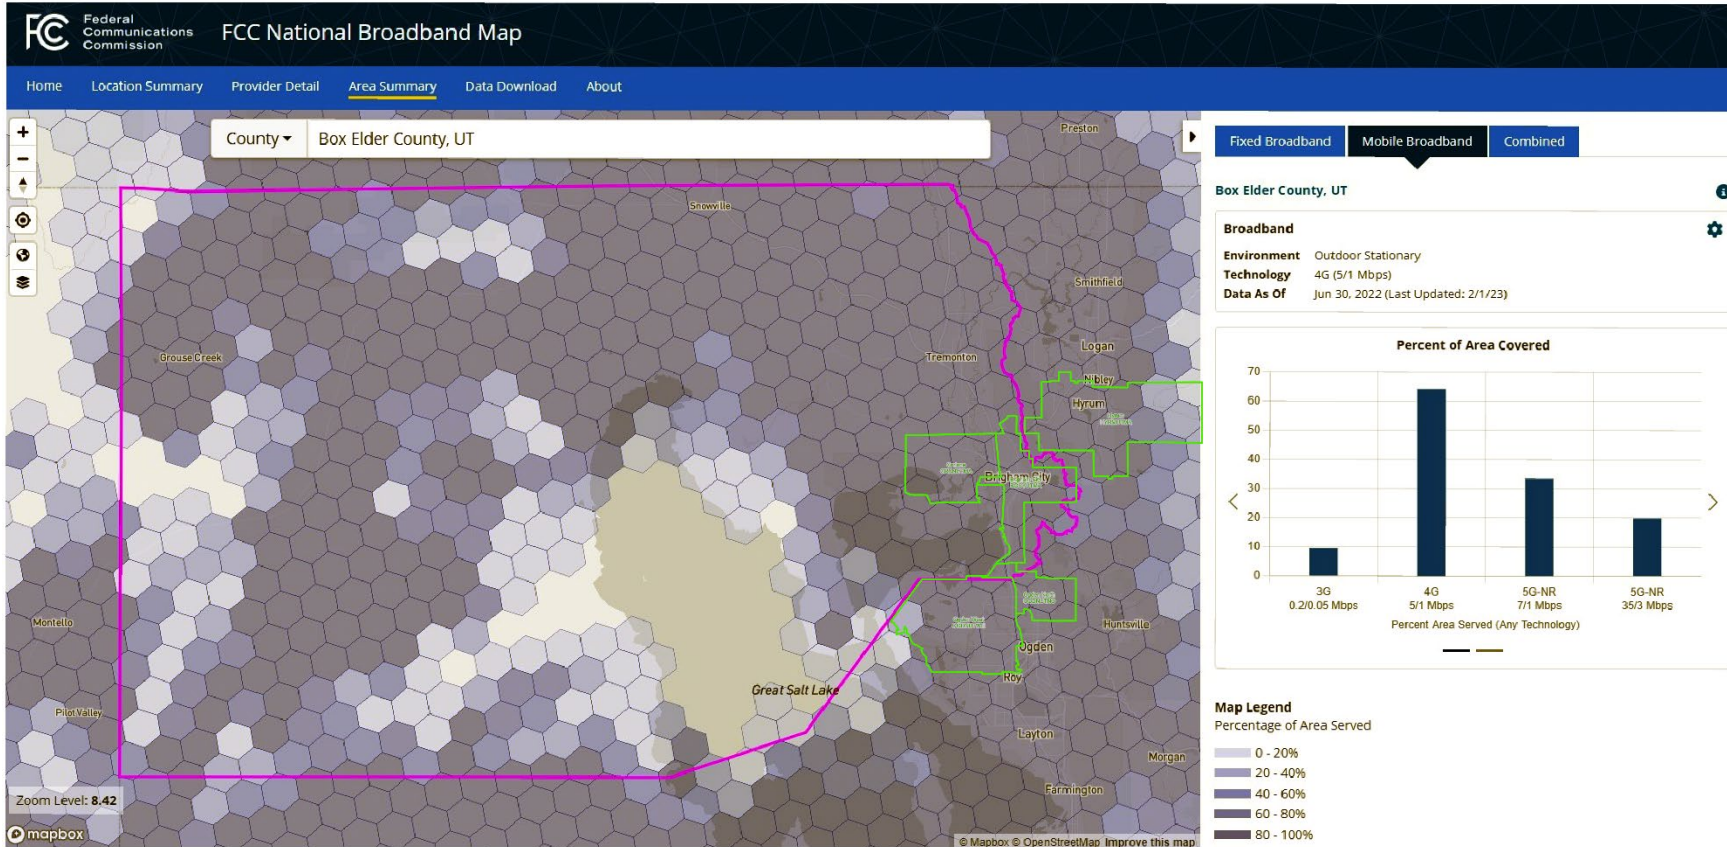 FCC
Federal
Communications
Commission
FCC National Broadband Map
Home
Location Summary
Provider Detail
Area Summary
Data Download
About
County
Box Elder County, UT
Preston
Snowville
Smithfield
Grouse Creek
Tremonton
Logan
Nibley
Hyrum
Brigham City
Montello
Huntsville
Ogden
Great Salt Lake
Roy
Pilot Valley
Layton
Morgan
Farmington
Zoom Level: 8.42
mapbox
© Mapbox © OpenStreetMap Improve this map
Fixed Broadband
Mobile Broadband
Combined
Box Elder County, UT
Broadband
Environment Outdoor Stationary
Technology 4G (5/1 Mbps)
Data As Of Jun 30, 2022 (Last Updated: 2/1/23)
Percent of Area Covered
70
60
50
40
30
20
10
0
3G 4G 5G-NR 5G-NR
0.2/0.05 Mbps 5/1 Mbps 7/1 Mbps 35/3 Mbps
Percent Area Served (Any Technology)
Map Legend
Percentage of Area Served
0 - 20%
20 - 40%
40 - 60%
60 - 80%
80 - 100%